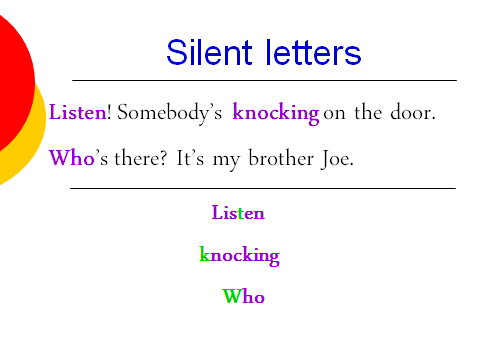 Silent letters
Listen! Somebody's knocking on the door.
Who's there? It's my brother Joe.
Listen
knocking
Who